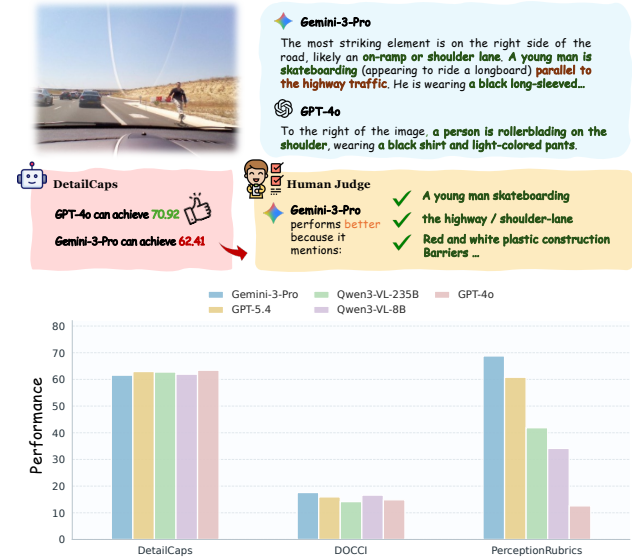 Gemini-3-Pro
The most striking element is on the right side of the
road, likely an on-ramp or shoulder lane. A young man is
skateboarding (appearing to ride a longboard) parallel to
the highway traffic. He is wearing a black long-sleeved...
GPT-4o
To the right of the image, a person is rollerblading on the
shoulder, wearing a black shirt and light-colored pants.
DetailCaps
GPT-4o can achieve 70.92
Gemini-3-Pro can achieve 62.41
Human Judge
Gemini-3-Pro
performs better
because it
mentions:
A young man skateboarding
the highway / shoulder-lane
Red and white plastic construction
Barriers ...
Gemini-3-Pro
Qwen3-VL-235B
GPT-4o
GPT-5.4
Qwen3-VL-8B
Performance
80
70
60
50
40
30
20
10
0
DetailCaps
DOCCI
PerceptionRubrics